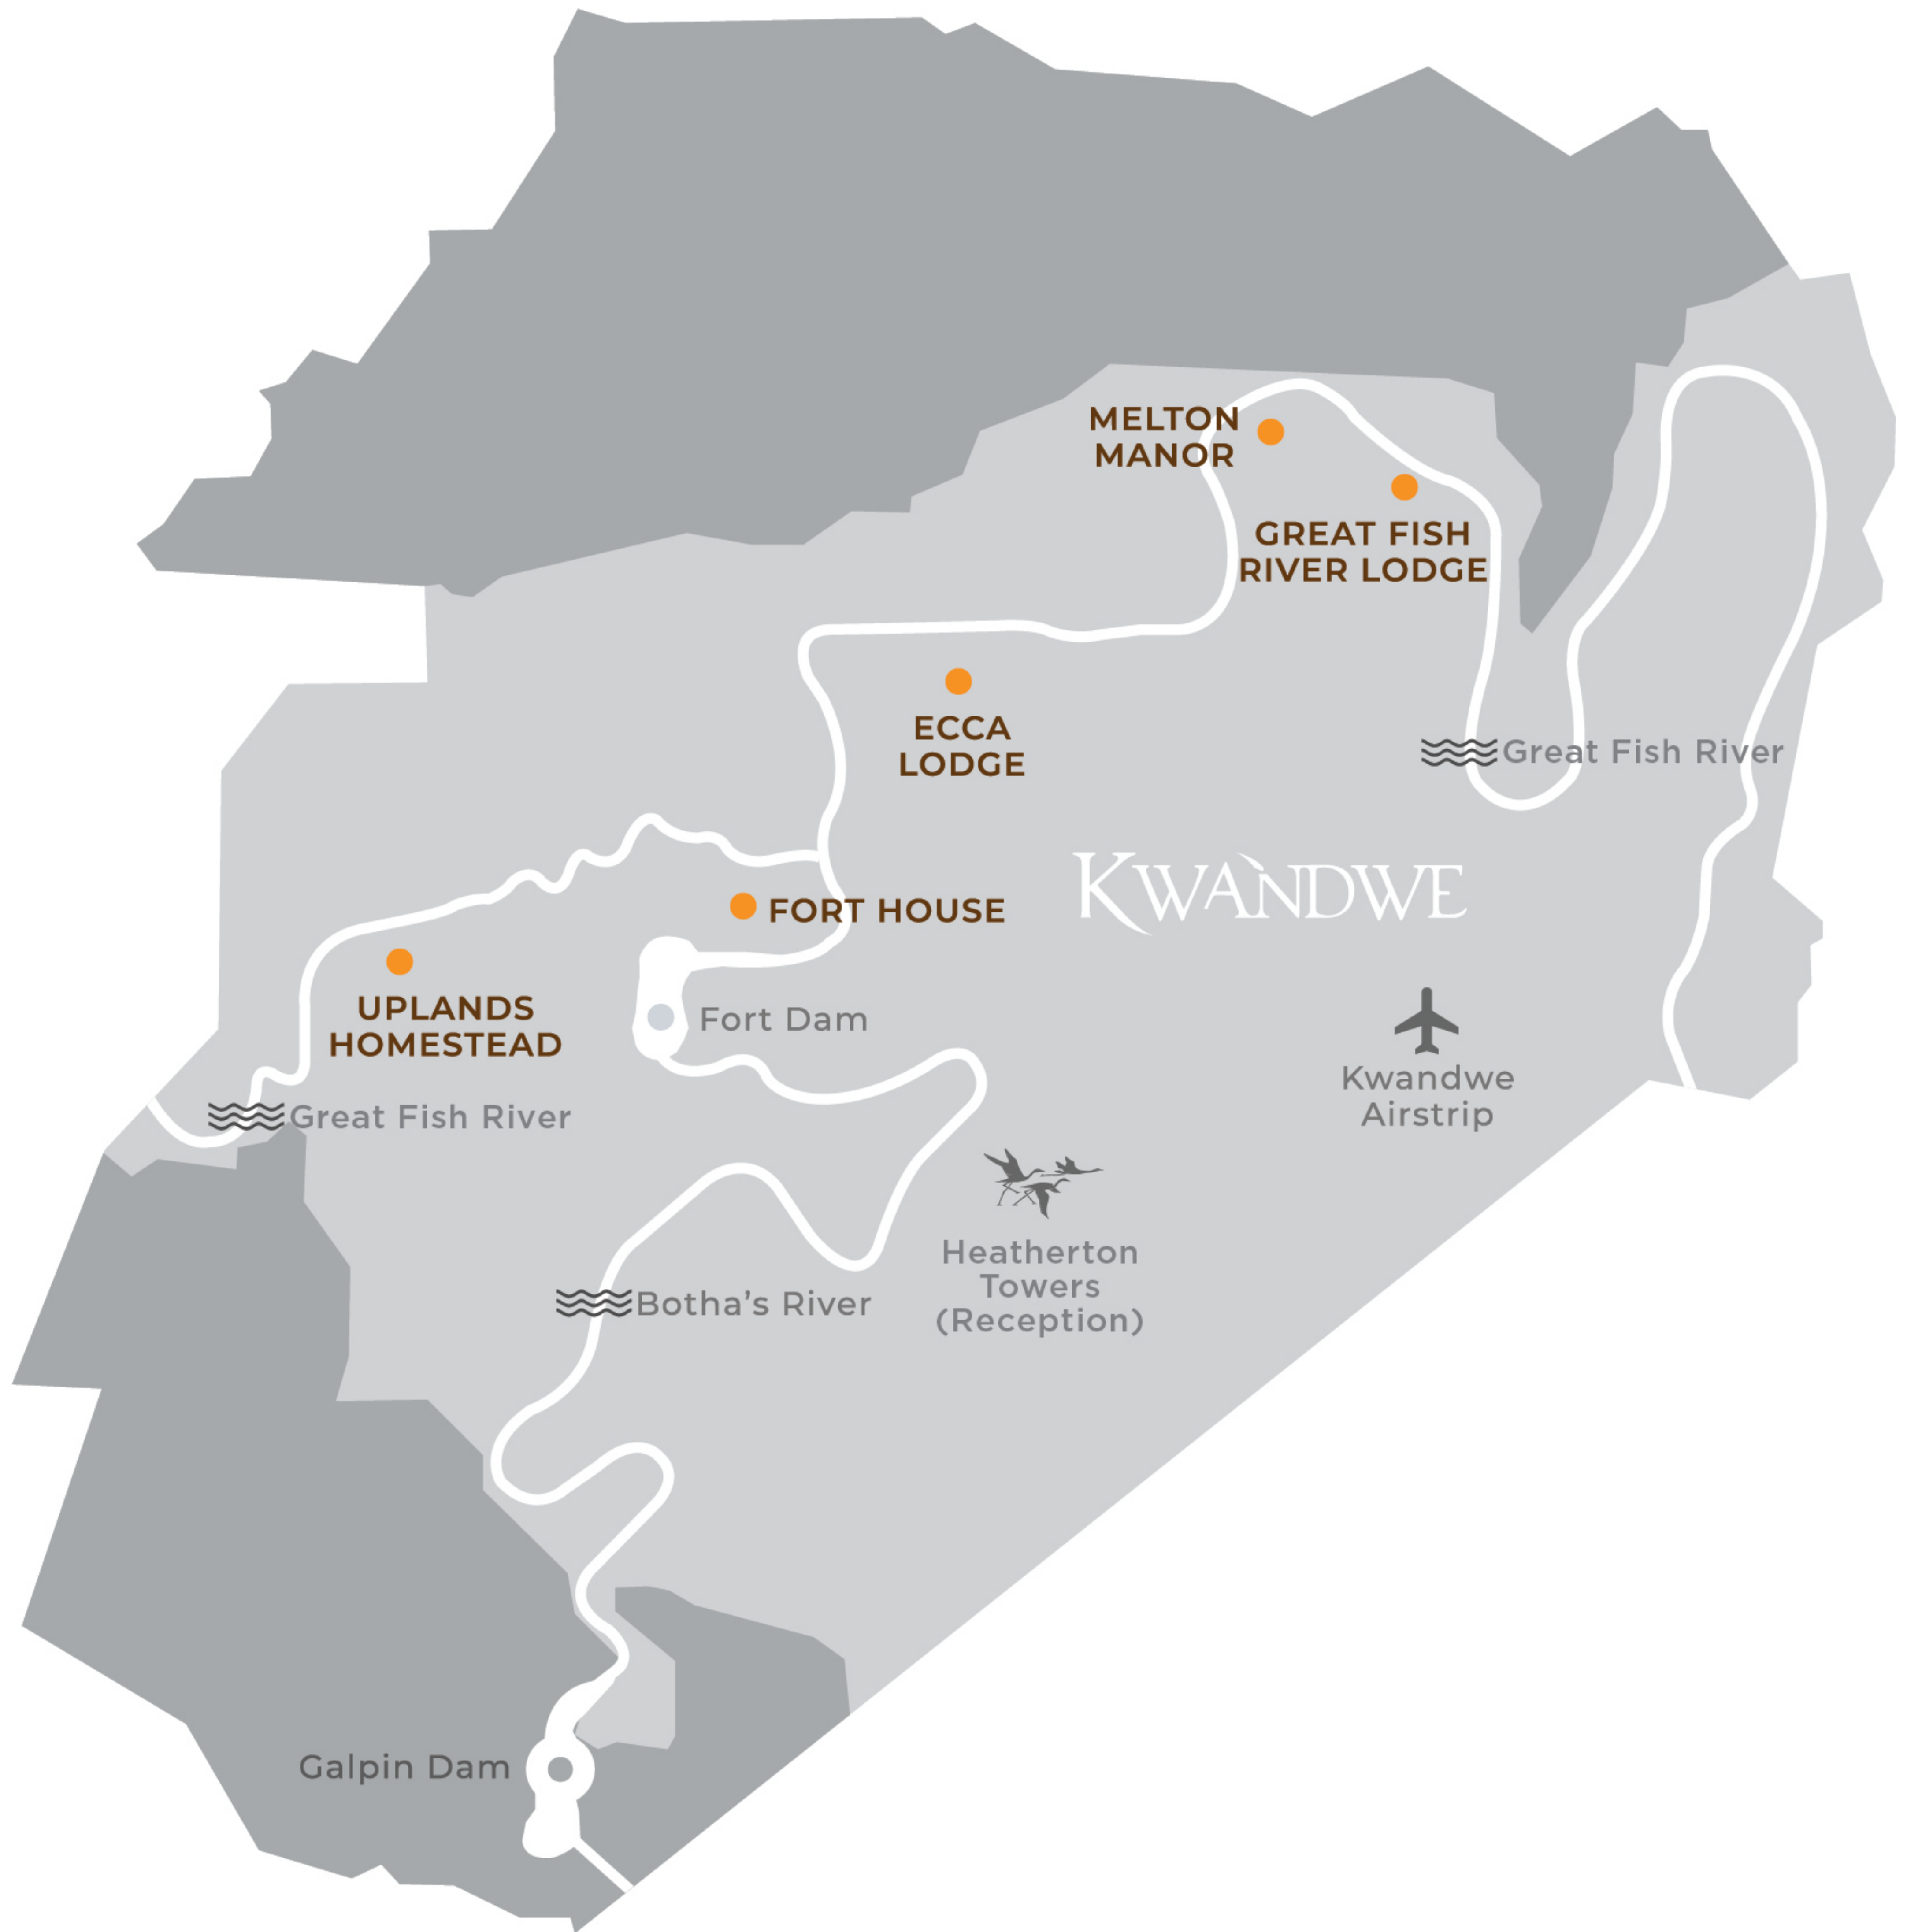 MELTON
MANOR
GREAT FISH
RIVER LODGE
ECCA
LODGE
Great Fish River
KWANDWE
FORT HOUSE
UPLANDS
HOMESTEAD
Fort Dam
Kwandwe
Airstrip
Great Fish River
Heatherton
Towers
(Reception)
Botha's River
Galpin Dam